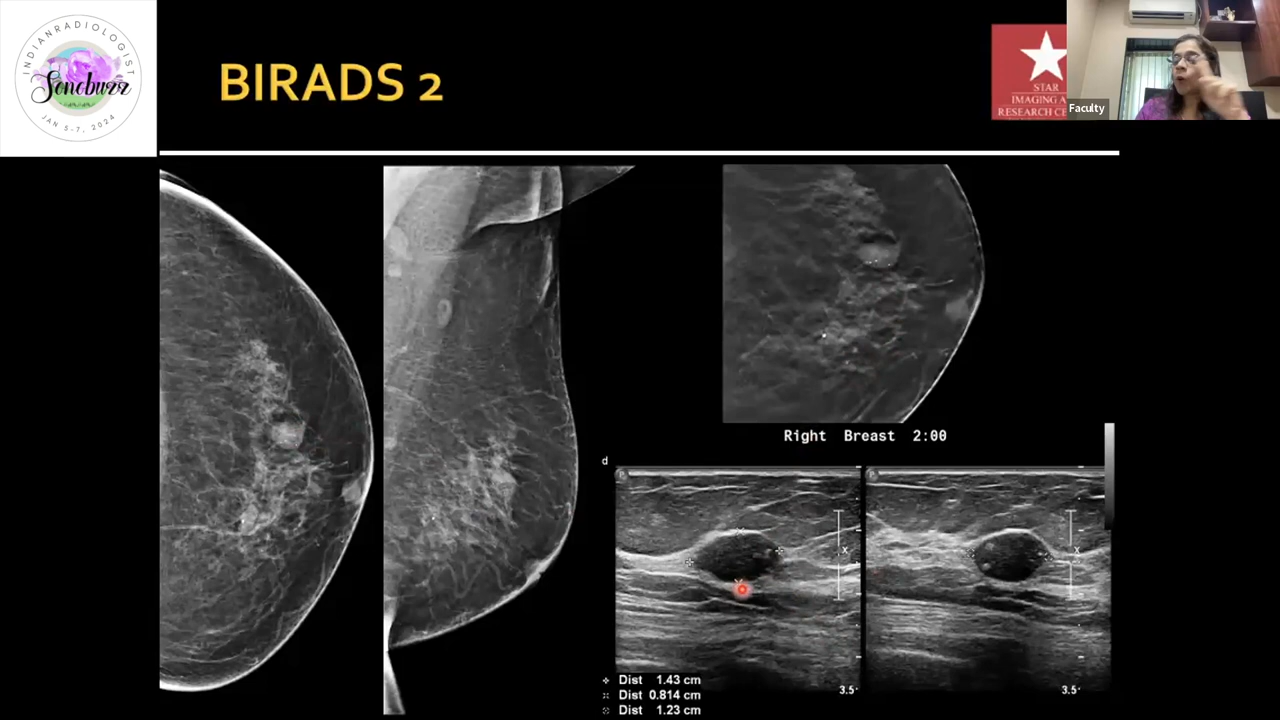 INDIANRADIOLOGIST
Sonobuzz
JAN 5-7, 2024
BIRADS 2
STAR
IMAGING A
RESEARCH CE
Faculty
Right Breast 2:00
d
x
x
Dist 1.43 cm
Dist 0.814 cm
Dist 1.23 cm
3.5
3.5